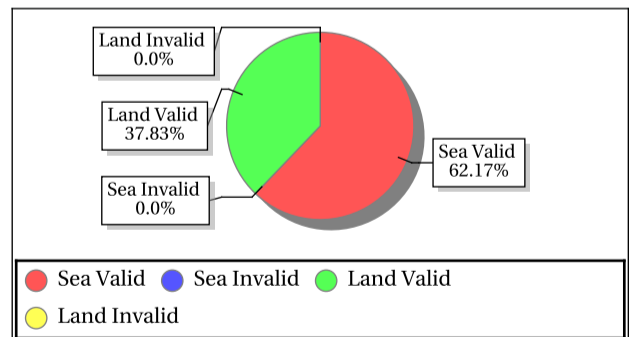 Land Invalid
0.0%
Land Valid
37.83%
Sea Invalid
0.0%
Sea Valid
62.17%
Sea Valid Sea Invalid Land Valid
Land Invalid